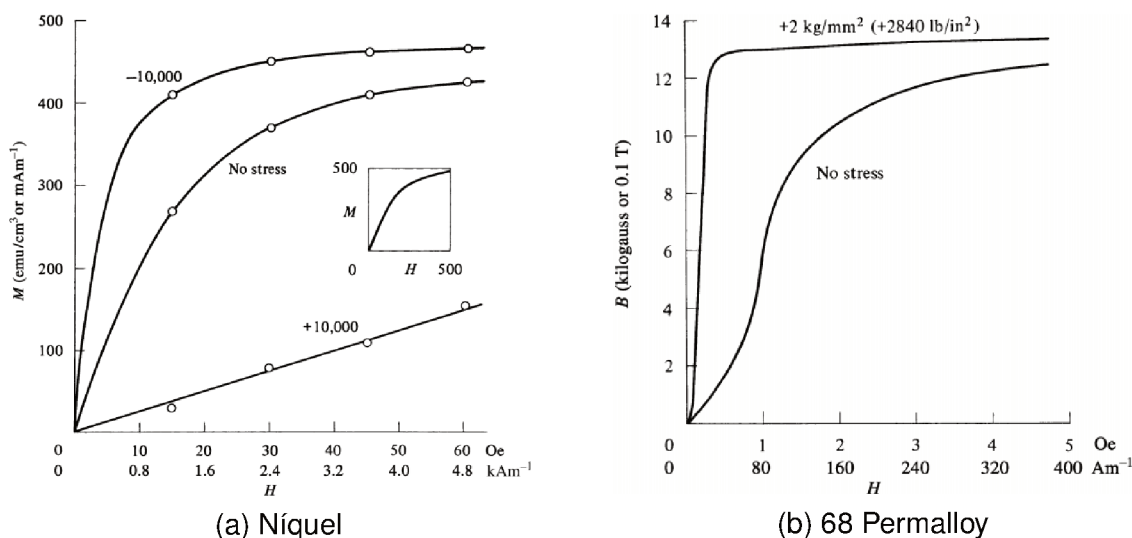 500
400
300
200
100
M (emu/cm³ or mAm⁻¹)
−10,000
No stress
500
M
0
H
500
+10,000
0 10 20 30 40 50 60 Oe
0 0.8 1.6 2.4 3.2 4.0 4.8 kAm⁻¹
H
(a) Níquel
14
12
10
8
6
4
2
B (kilogauss or 0.1 T)
+2 kg/mm² (+2840 lb/in²)
No stress
0 1 2 3 4 5 Oe
0 80 160 240 320 400 Am⁻¹
H
(b) 68 Permalloy